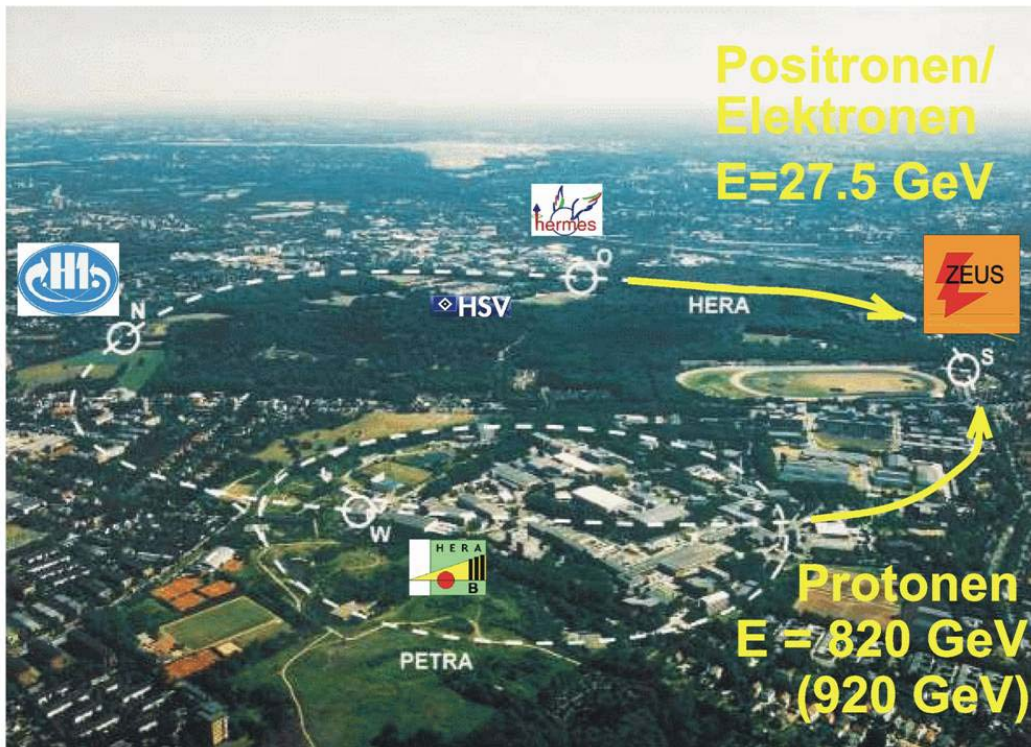 Positronen/
Elektronen
E=27.5 GeV
hermes
O
H1
ZEUS
N
HSV
HERA
S
W
HERA
B
Protonen
E = 820 GeV
(920 GeV)
PETRA